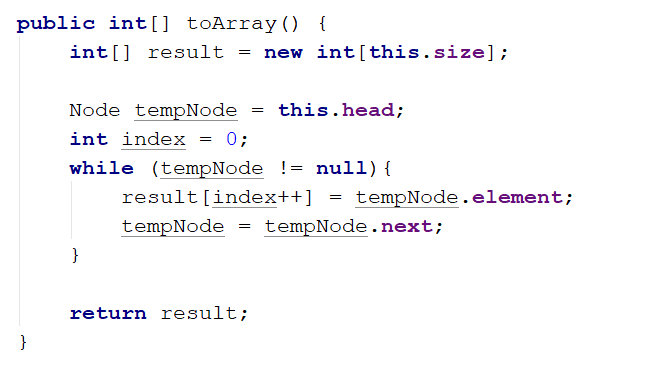 public int[] toArray() {
    int[] result = new int[this.size];

    Node tempNode = this.head;
    int index = 0;
    while (tempNode != null){
        result[index++] = tempNode.element;
        tempNode = tempNode.next;
    }

    return result;
}